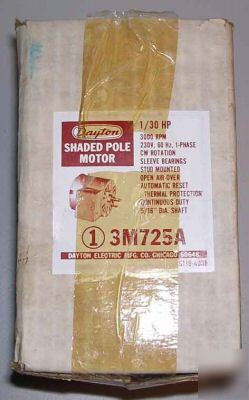 Dayton
SHADED POLE
MOTOR
1/30 HP
3000 RPM
230V, 60 Hz, 1-PHASE
CW ROTATION
SLEEVE BEARINGS
STUD MOUNTED
OPEN AIR OVER
AUTOMATIC RESET
THERMAL PROTECTION
CONTINUOUS DUTY
5/16" DIA. SHAFT
1 3M725A
DAYTON ELECTRIC MFG. CO. CHICAGO 60648